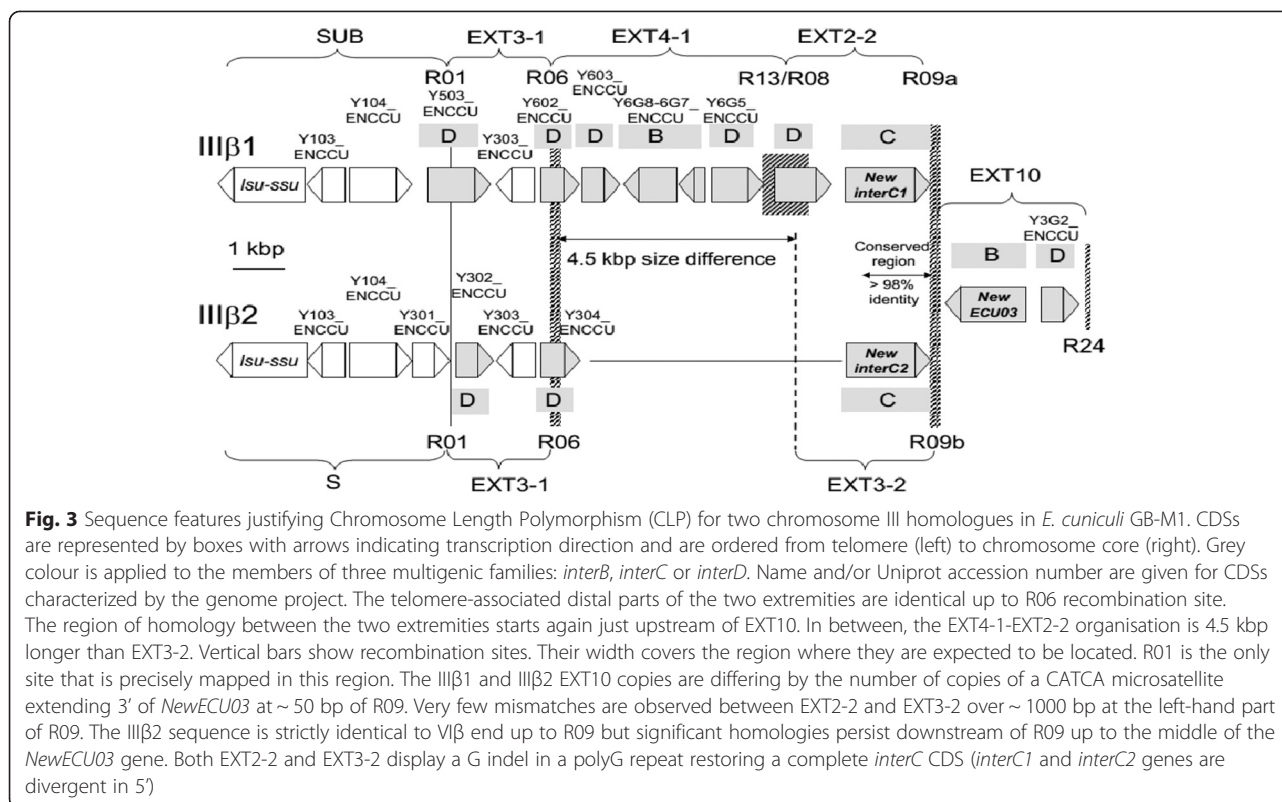 SUB EXT3-1 EXT4-1 EXT2-2
R01 R06 R13/R08 R09a
Y603_
ENCCU
Y503_
ENCCU
Y104_
ENCCU
Y602_
ENCCU
Y6G8-6G7_
ENCCU
Y6G5_
ENCCU
Y103_
ENCCU
Y303_
ENCCU
IIIβ1
D D D B D D C
lsu-ssu
New
interC1
EXT10
Y3G2_
ENCCU
B D
New
ECU03
R24
1 kbp
4.5 kbp size difference
Conserved
region
> 98%
identity
Y104_
ENCCU
Y302_
ENCCU
Y103_
ENCCU
Y301_
ENCCU
Y303_
ENCCU
Y304_
ENCCU
IIIβ2
lsu-ssu
New
interC2
D D C
R01 R06 R09b
S EXT3-1 EXT3-2
Fig. 3 Sequence features justifying Chromosome Length Polymorphism (CLP) for two chromosome III homologues in E. cuniculi GB-M1. CDSs
are represented by boxes with arrows indicating transcription direction and are ordered from telomere (left) to chromosome core (right). Grey
colour is applied to the members of three multigenic families: interB, interC or interD. Name and/or Uniprot accession number are given for CDSs
characterized by the genome project. The telomere-associated distal parts of the two extremities are identical up to R06 recombination site.
The region of homology between the two extremities starts again just upstream of EXT10. In between, the EXT4-1-EXT2-2 organisation is 4.5 kbp
longer than EXT3-2. Vertical bars show recombination sites. Their width covers the region where they are expected to be located. R01 is the only
site that is precisely mapped in this region. The IIIβ1 and IIIβ2 EXT10 copies are differing by the number of copies of a CATCA microsatellite
extending 3′ of NewECU03 at ~ 50 bp of R09. Very few mismatches are observed between EXT2-2 and EXT3-2 over ~ 1000 bp at the left-hand part
of R09. The IIIβ2 sequence is strictly identical to VIβ end up to R09 but significant homologies persist downstream of R09 up to the middle of the
NewECU03 gene. Both EXT2-2 and EXT3-2 display a G indel in a polyG repeat restoring a complete interC CDS (interC1 and interC2 genes are
divergent in 5′)